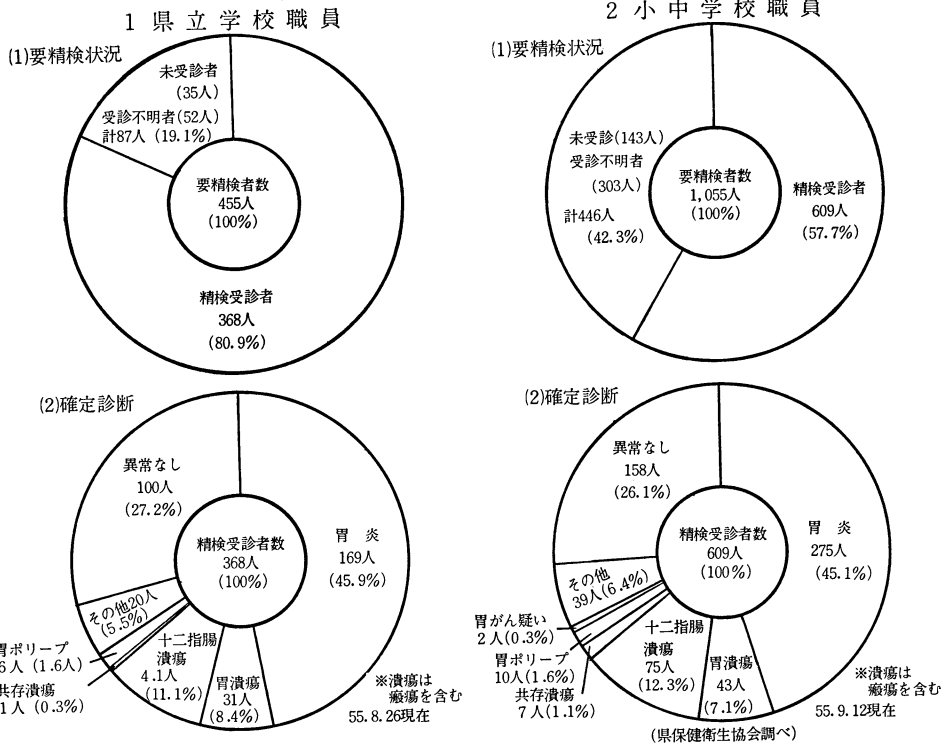 1 県立学校職員
(1)要精検状況
未受診者
(35人)
受診不明者(52人)
計87人 (19.1%)
要精検者数
455人
(100%)
精検受診者
368人
(80.9%)
(2)確定診断
異常なし
100人
(27.2%)
精検受診者数
368人
(100%)
胃 炎
169人
(45.9%)
その他20人
(5.5%)
胃ポリープ
6人 (1.6人)
共存潰瘍
1人 (0.3%)
十二指腸
潰瘍
4.1人
(11.1%)
胃潰瘍
31人
(8.4%)
※潰瘍は
瘢瘍を含む
55.8.26現在
2 小中学校職員
(1)要精検状況
未受診(143人)
受診不明者
(303人)
計446人
(42.3%)
要精検者数
1,055人
(100%)
精検受診者
609人
(57.7%)
(2)確定診断
異常なし
158人
(26.1%)
精検受診者数
609人
(100%)
胃 炎
275人
(45.1%)
その他
39人(6.4%)
胃がん疑い
2人(0.3%)
胃ポリープ
10人(1.6%)
共存潰瘍
7人(1.1%)
十二指腸
潰瘍
75人
(12.3%)
胃潰瘍
43人
(7.1%)
※潰瘍は
瘢瘍を含む
55.9.12現在
(県保健衛生協会調べ)